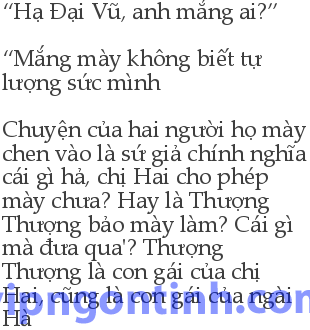 “Hạ Đại Vũ, anh mắng ai?”
“Mắng mày không biết tự
lượng sức mình
Chuyện của hai người họ mày
chen vào là sứ giả chính nghĩa
cái gì hả, chị Hai cho phép
mày chưa? Hay là Thượng
Thượng bảo mày làm? Cái gì
mà đưa qua'? Thượng
Thượng là con gái của chị
Hai, cũng là con gái của ngài
Hà